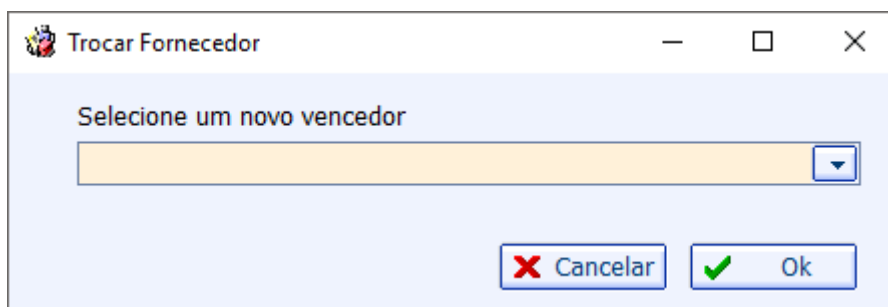 Trocar Fornecedor
Selecione um novo vencedor
Cancelar
Ok